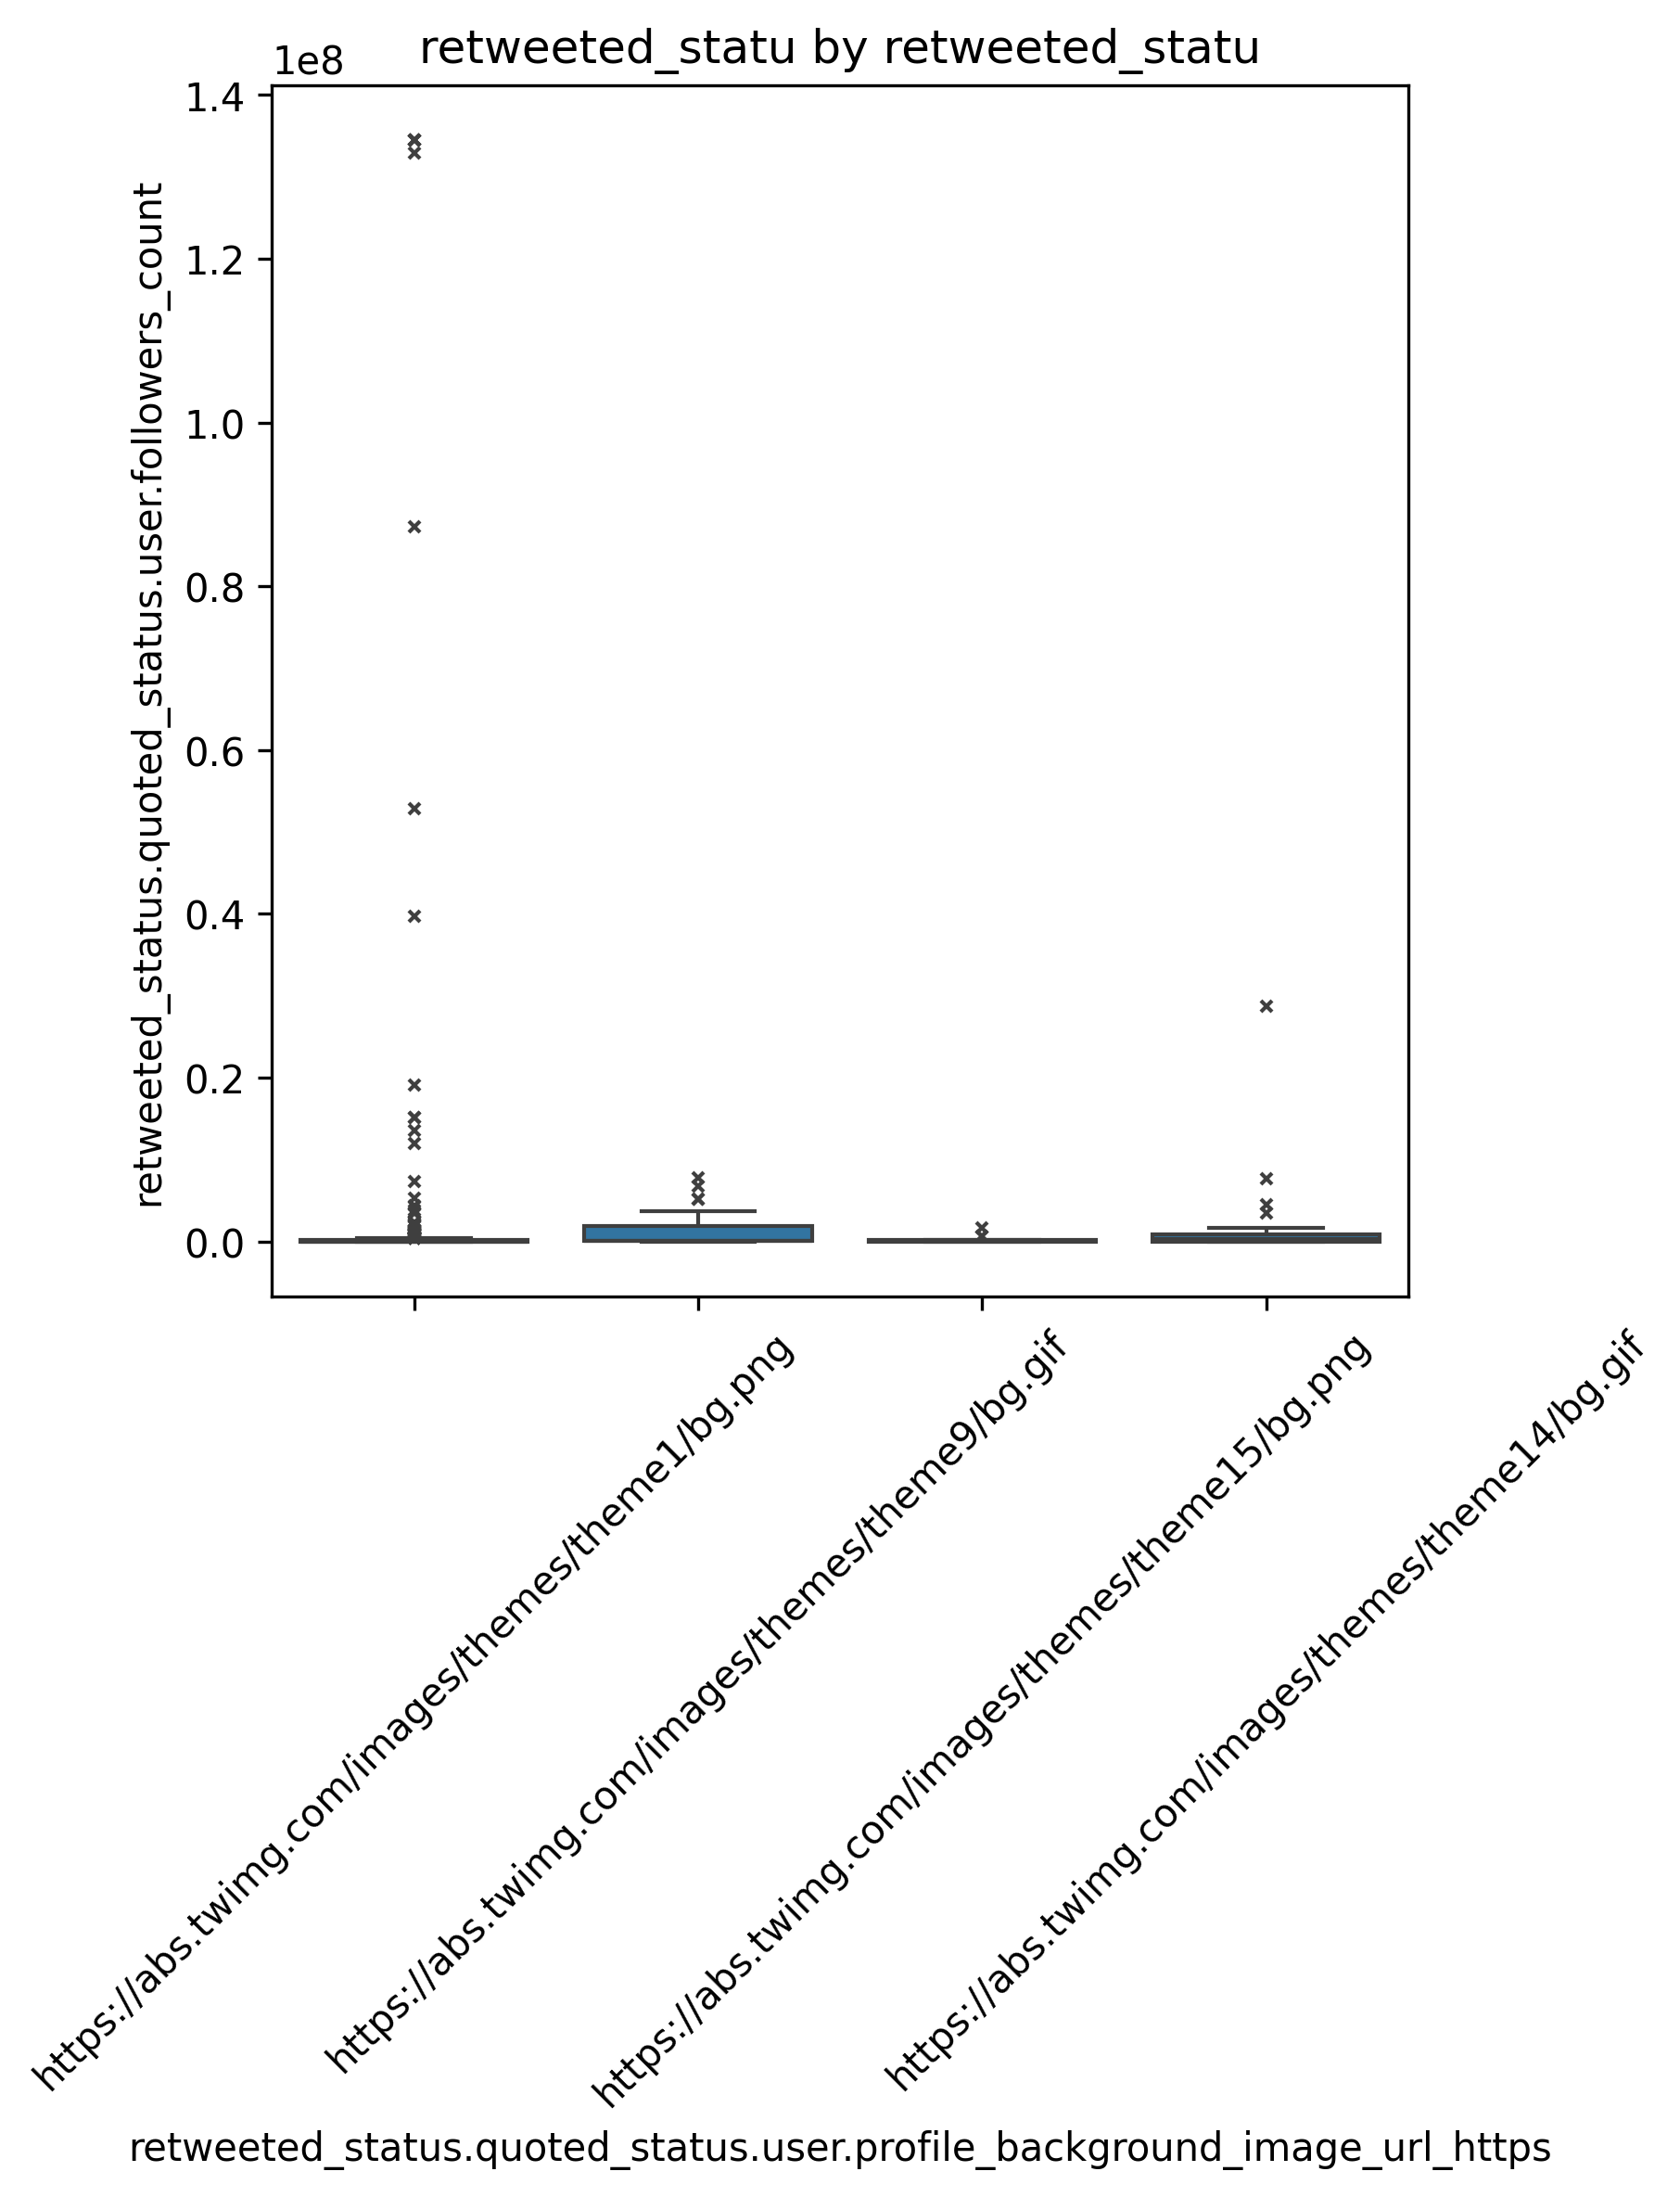 retweeted_statu by retweeted_statu
1e8
1.4
1.2
1.0
0.8
0.6
0.4
0.2
0.0
retweeted_status.quoted_status.user.followers_count
https://abs.twimg.com/images/themes/theme1/bg.png
https://abs.twimg.com/images/themes/theme9/bg.gif
https://abs.twimg.com/images/themes/theme15/bg.png
https://abs.twimg.com/images/themes/theme14/bg.gif
retweeted_status.quoted_status.user.profile_background_image_url_https